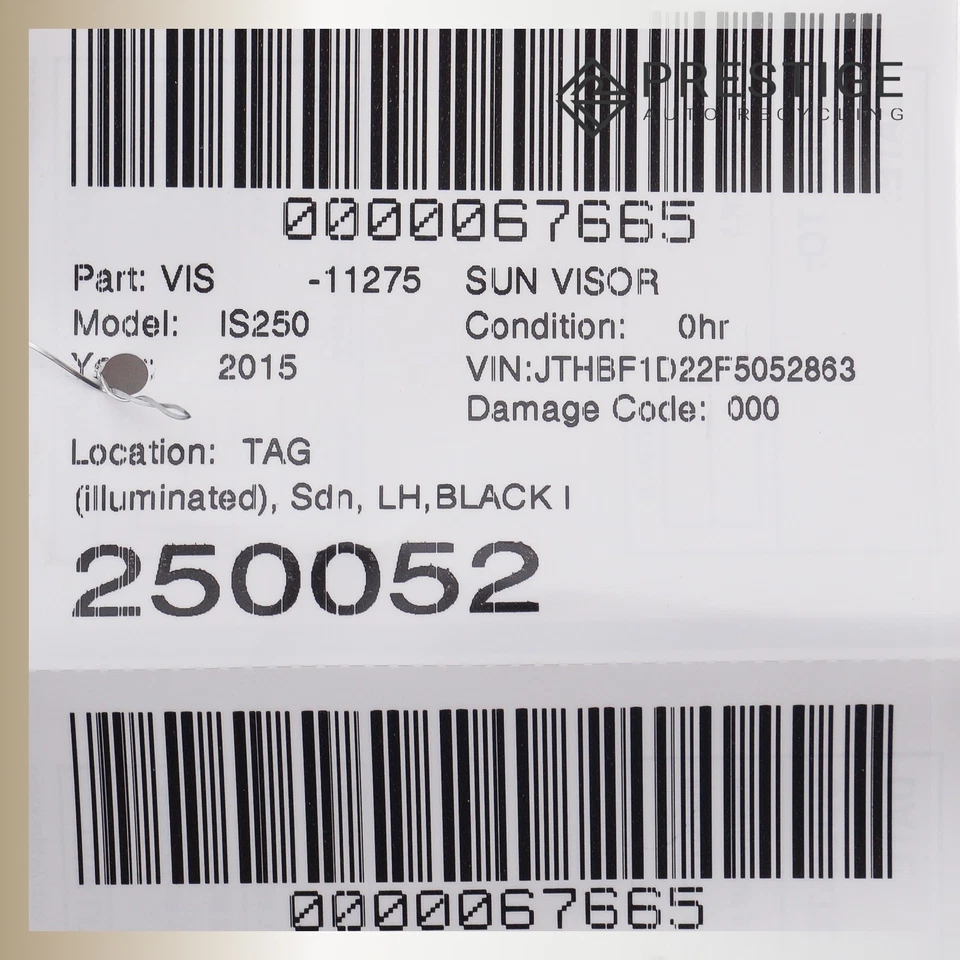 PRESTIGE
AUTO RECYCLING
0000067665
Part: VIS -11275 SUN VISOR
Model: IS250 Condition: 0hr
2015 VIN:JTHBF1D22F5052863
Damage Code: 000
Location: TAG
(illuminated), Sdn, LH,BLACK I
250052
0000067665